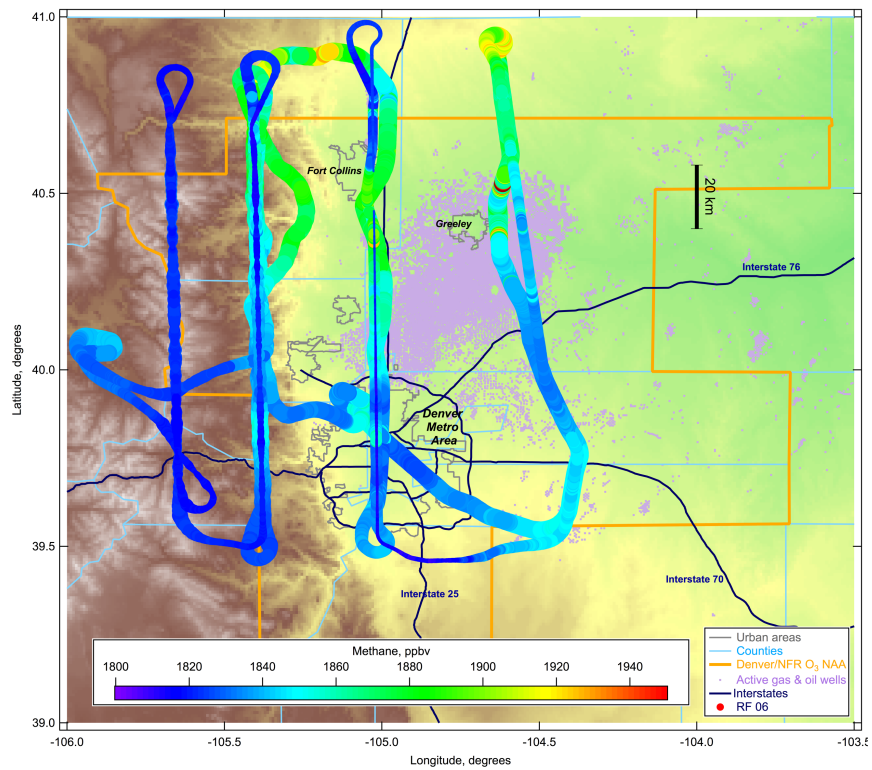 41.0
40.5
40.0
39.5
39.0
Latitude, degrees
Fort Collins
Greeley
20 km
Interstate 76
Denver
Metro
Area
Interstate 25
Interstate 70
Methane, ppbv
1800 1820 1840 1860 1880 1900 1920 1940
Urban areas
Counties
Denver/NFR O3 NAA
Active gas & oil wells
Interstates
RF 06
-106.0 -105.5 -105.0 -104.5 -104.0 -103.5
Longitude, degrees